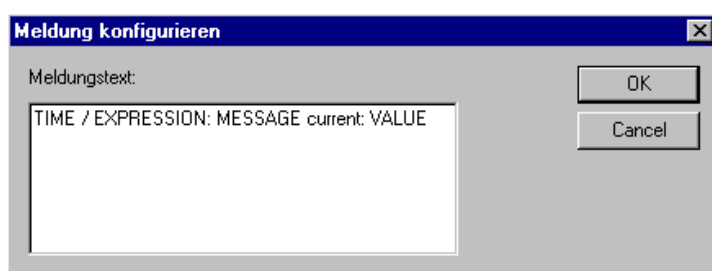 Meldung konfigurieren
Meldungstext:
OK
TIME / EXPRESSION: MESSAGE current: VALUE
Cancel